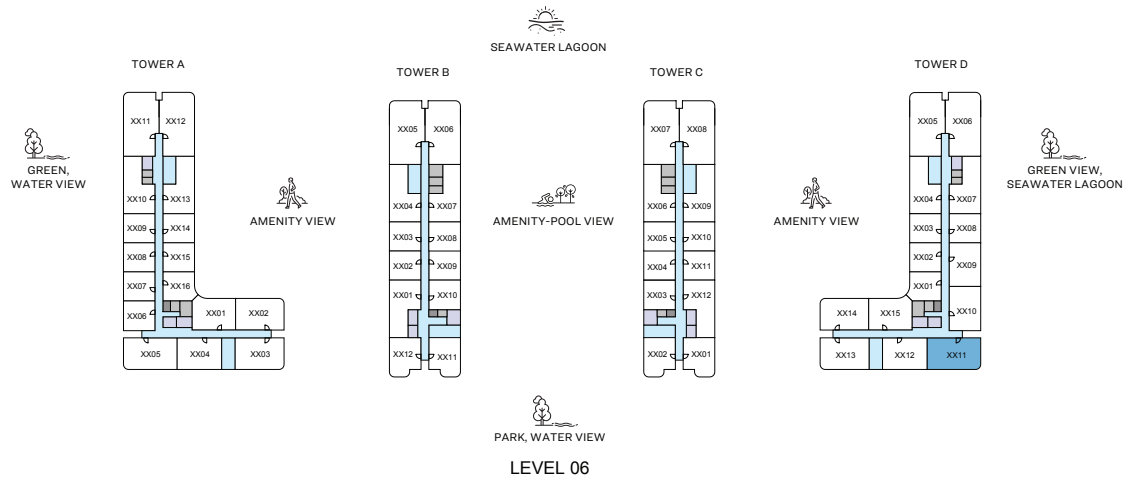 SEAWATER LAGOON
TOWER A
TOWER B
TOWER C
TOWER D
XX11 XX12
XX10 XX13
XX09 XX14
XX08 XX15
XX07 XX16
XX06 XX01 XX02
XX05 XX04 XX03
XX05 XX06
XX04 XX07
XX03 XX08
XX02 XX09
XX01 XX10
XX12 XX11
XX07 XX08
XX06 XX09
XX05 XX10
XX04 XX11
XX03 XX12
XX02 XX01
XX05 XX06
XX04 XX07
XX03 XX08
XX02 XX09
XX01
XX14 XX15 XX10
XX13 XX12 XX11
GREEN,
WATER VIEW
AMENITY VIEW
AMENITY-POOL VIEW
AMENITY VIEW
GREEN VIEW,
SEAWATER LAGOON
PARK, WATER VIEW
LEVEL 06